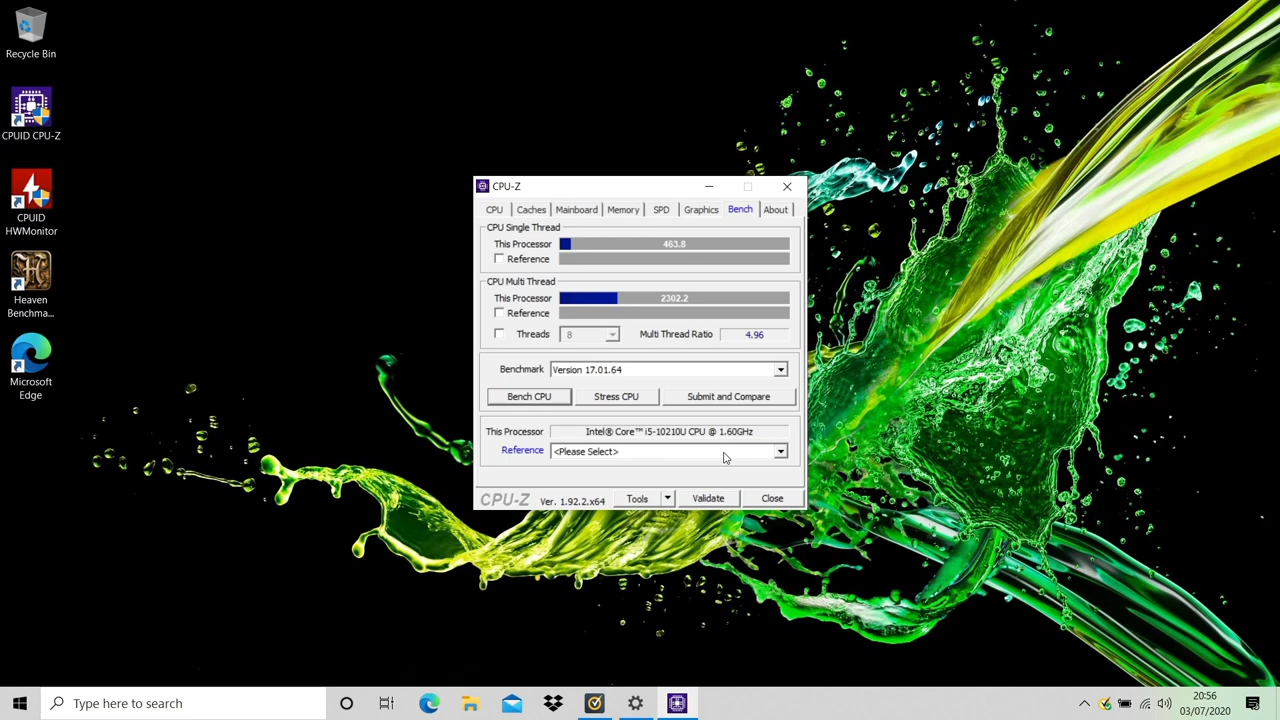 Recycle Bin
CPUID CPU-Z
CPUID
HWMonitor
Heaven
Benchma...
Microsoft
Edge
CPU-Z
CPU Caches Mainboard Memory SPD Graphics Bench About
CPU Single Thread
This Processor 463.8
Reference
CPU Multi Thread
This Processor 2302.2
Reference
Threads 8 Multi Thread Ratio 4.96
Benchmark Version 17.01.64
Bench CPU Stress CPU Submit and Compare
This Processor Intel® Core™ i5-10210U CPU @ 1.60GHz
Reference <Please Select>
CPU-Z Ver. 1.92.2.x64 Tools Validate Close
Type here to search
20:56
03/07/2020